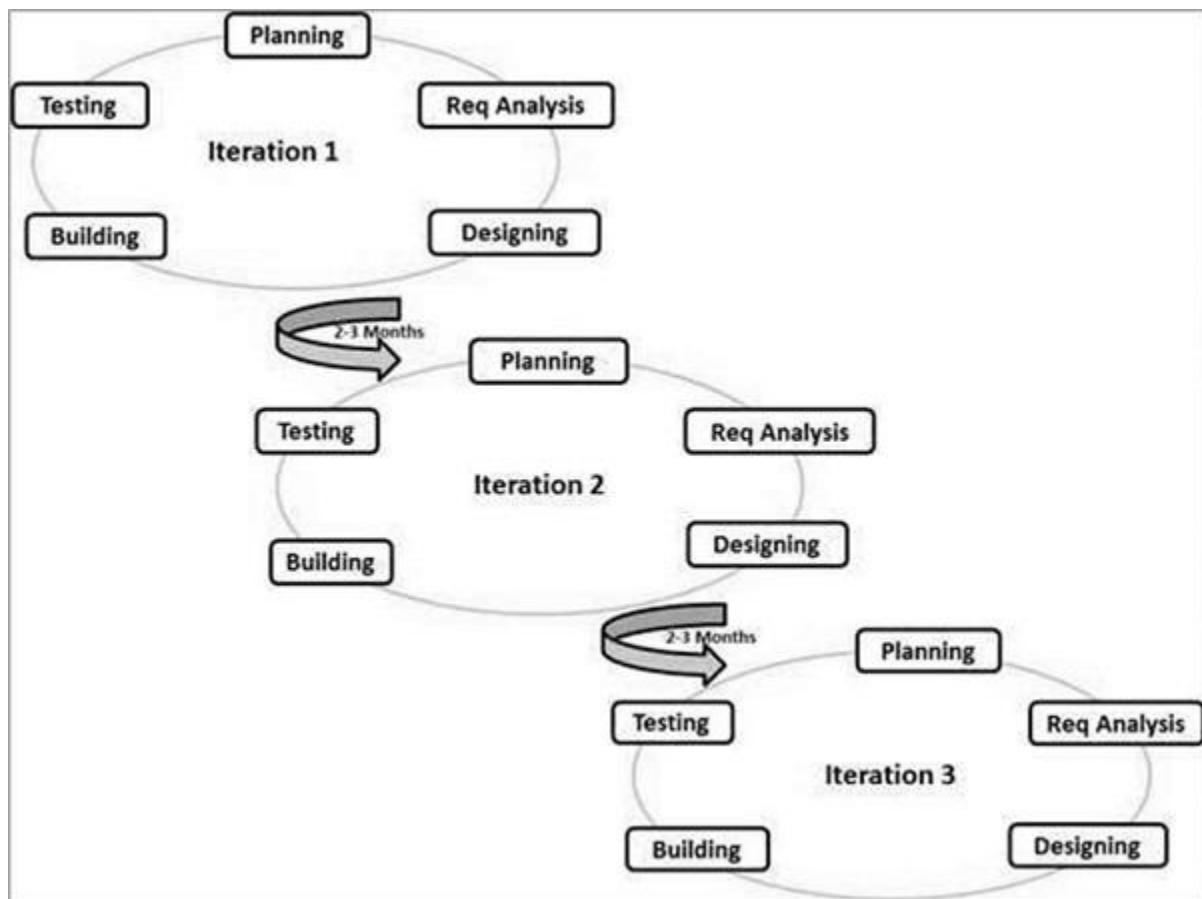 Planning
Testing
Req Analysis
Iteration 1
Building
Designing
2-3 Months
Planning
Testing
Req Analysis
Iteration 2
Building
Designing
2-3 Months
Planning
Testing
Req Analysis
Iteration 3
Building
Designing